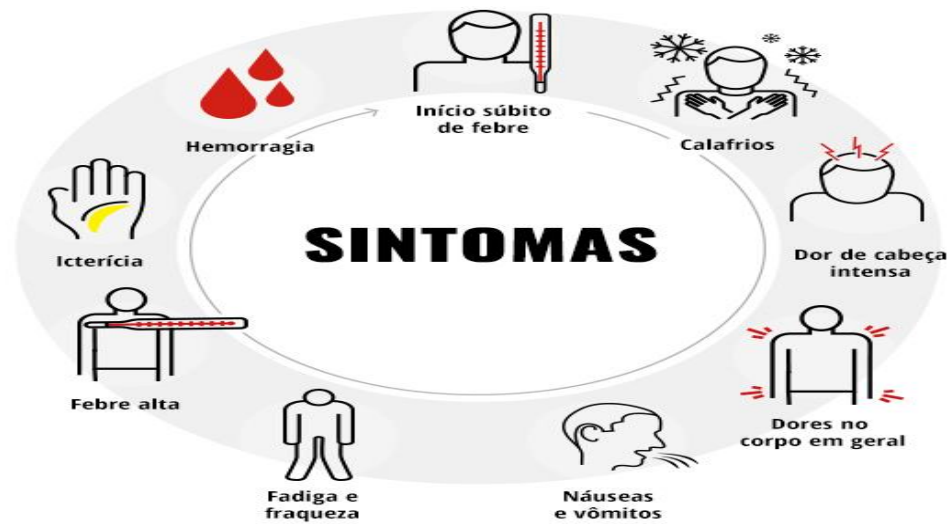 Início súbito
de febre
Calafrios
Dor de cabeça
intensa
Dores no
corpo em geral
Náuseas
e vômitos
Fadiga e
fraqueza
Febre alta
Icterícia
Hemorragia
SINTOMAS